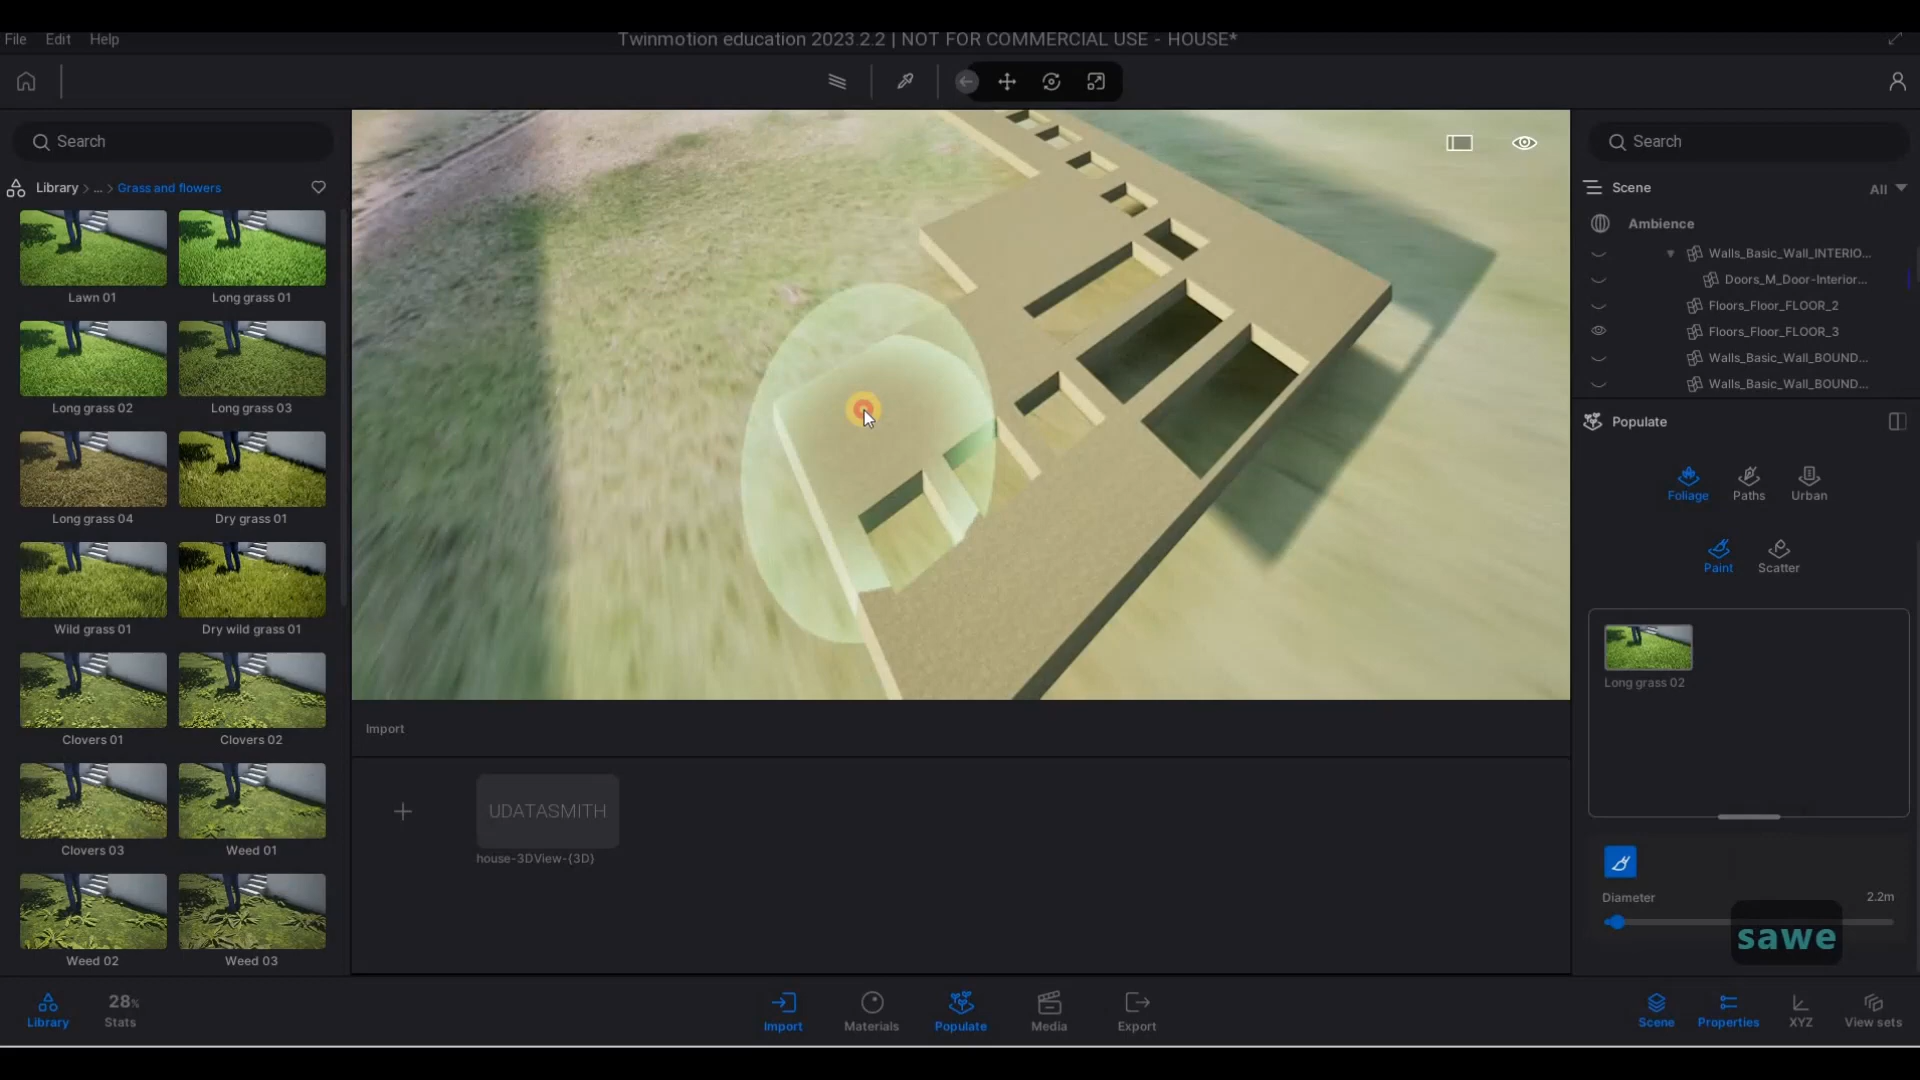 File Edit Help
Twinmotion education 2023.2.2 | NOT FOR COMMERCIAL USE - HOUSE*
Search
Library > ... > Grass and flowers
Lawn 01
Long grass 01
Long grass 02
Long grass 03
Long grass 04
Dry grass 01
Wild grass 01
Dry wild grass 01
Clovers 01
Clovers 02
Clovers 03
Weed 01
Weed 02
Weed 03
Import
UDATASMITH
house-3DView-{3D}
Search
Scene
All
Ambience
Walls_Basic_Wall_INTERIO...
Doors_M_Door-Interior...
Floors_Floor_FLOOR_2
Floors_Floor_FLOOR_3
Walls_Basic_Wall_BOUND...
Walls_Basic_Wall_BOUND...
Populate
Foliage Paths Urban
Paint Scatter
Long grass 02
Diameter 2.2m
sawe
Library
28%
Stats
Import Materials Populate Media Export
Scene Properties XYZ View sets